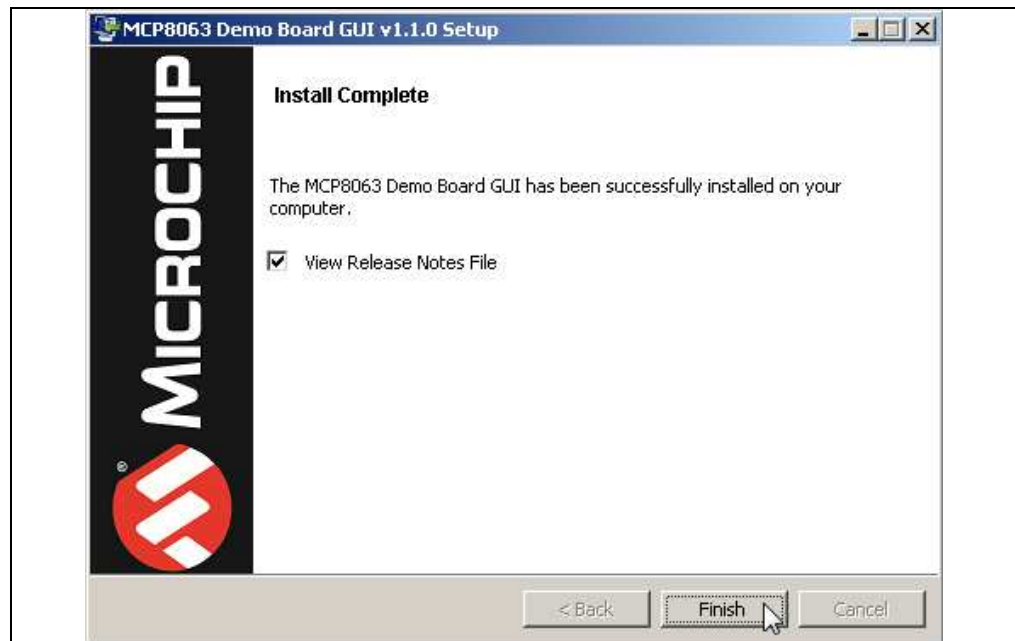 MCP8063 Demo Board GUI v1.1.0 Setup
MICROCHIP
®
Install Complete
The MCP8063 Demo Board GUI has been successfully installed on your
computer.
View Release Notes File
< Back
Finish
Cancel